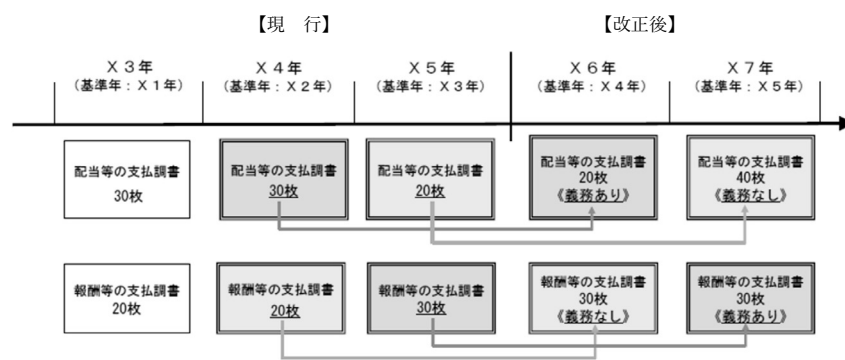 【現　行】
【改正後】
X3年
(基準年：X1年)
X4年
(基準年：X2年)
X5年
(基準年：X3年)
X6年
(基準年：X4年)
X7年
(基準年：X5年)
配当等の支払調書
30枚
配当等の支払調書
30枚
配当等の支払調書
20枚
配当等の支払調書
20枚
《義務あり》
配当等の支払調書
40枚
《義務なし》
報酬等の支払調書
20枚
報酬等の支払調書
20枚
報酬等の支払調書
30枚
報酬等の支払調書
30枚
《義務なし》
報酬等の支払調書
30枚
《義務あり》